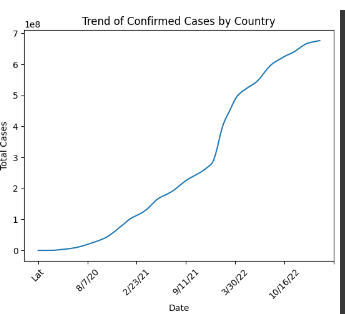 Trend of Confirmed Cases by Country
1e8
7
6
5
4
3
2
1
0
Total Cases
Lat
8/7/20
2/23/21
9/11/21
3/30/22
10/16/22
Date